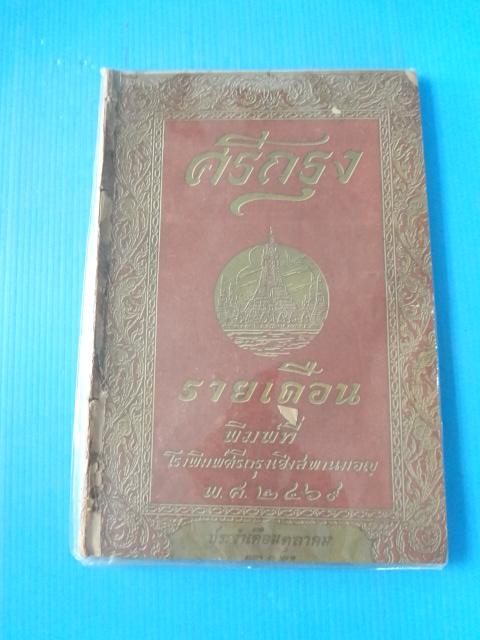 ศรีกรุง
รายเดือน
พิมพ์ที่
โรงพิมพ์ศรีกรุงเชิงสพานมอญ
พ.ศ. ๒๔๖๙
ประจำเดือนตุลาคม